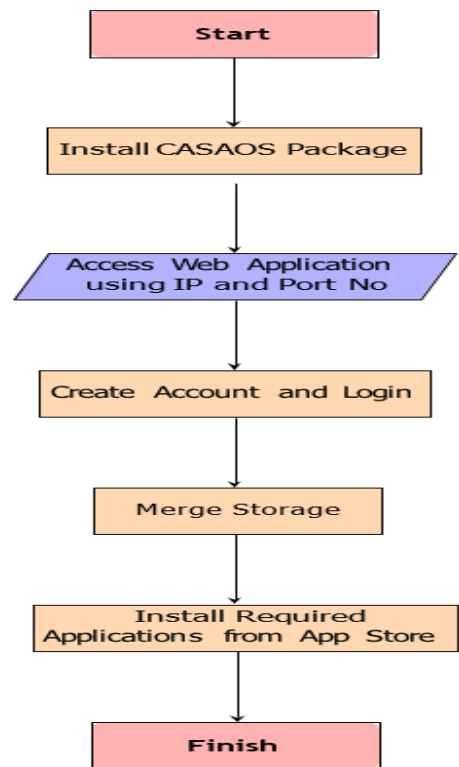 Start
Install CASAOS Package
Access Web Application
using IP and Port No
Create Account and Login
Merge Storage
Install Required
Applications from App Store
Finish